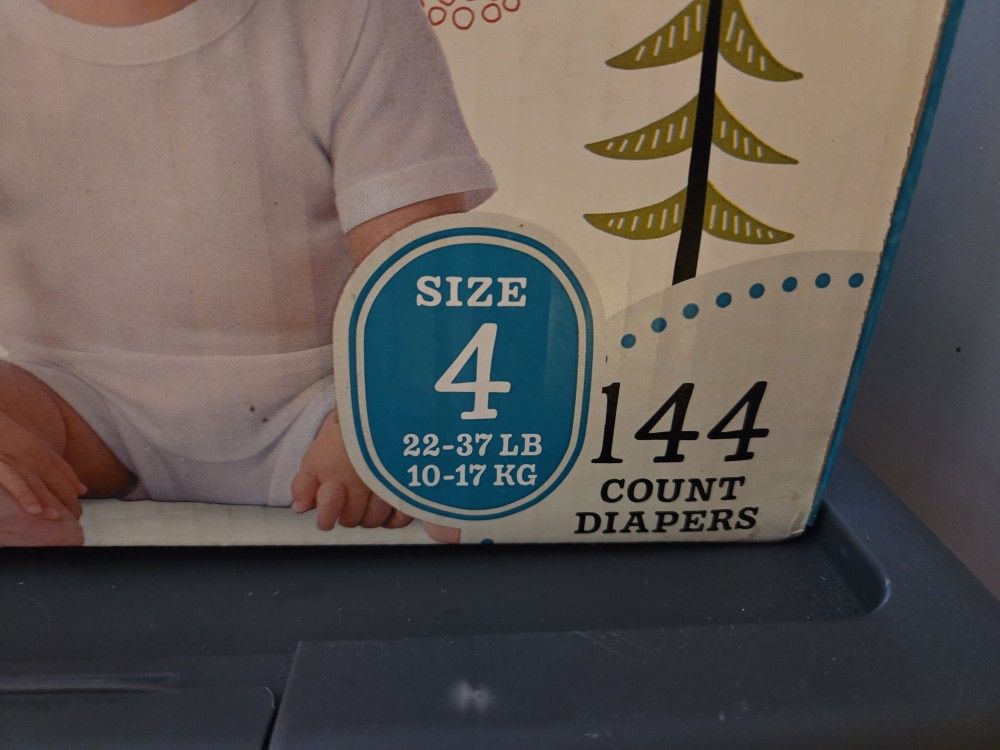 SIZE
4
22-37 LB
10-17 KG
144
COUNT
DIAPERS